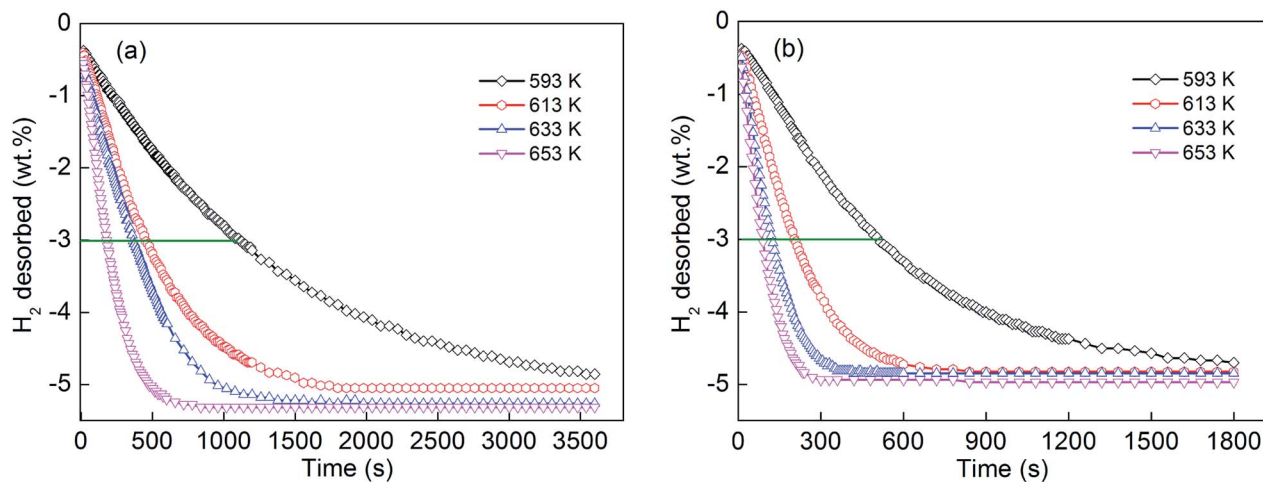 (a)
H2 desorbed (wt.%)
0
-1
-2
-3
-4
-5
593 K
613 K
633 K
653 K
0 500 1000 1500 2000 2500 3000 3500
Time (s)
(b)
H2 desorbed (wt.%)
0
-1
-2
-3
-4
-5
593 K
613 K
633 K
653 K
0 300 600 900 1200 1500 1800
Time (s)